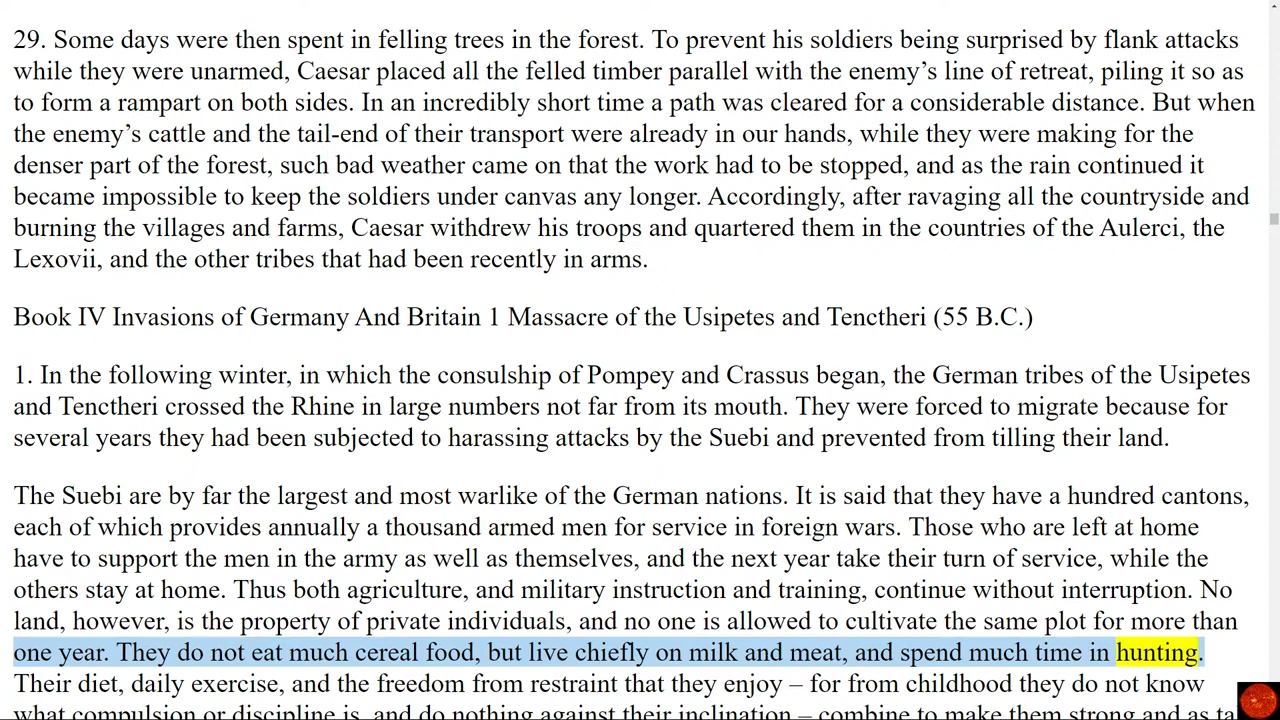 29. Some days were then spent in felling trees in the forest. To prevent his soldiers being surprised by flank attacks
while they were unarmed, Caesar placed all the felled timber parallel with the enemy’s line of retreat, piling it so as
to form a rampart on both sides. In an incredibly short time a path was cleared for a considerable distance. But when
the enemy’s cattle and the tail-end of their transport were already in our hands, while they were making for the
denser part of the forest, such bad weather came on that the work had to be stopped, and as the rain continued it
became impossible to keep the soldiers under canvas any longer. Accordingly, after ravaging all the countryside and
burning the villages and farms, Caesar withdrew his troops and quartered them in the countries of the Aulerci, the
Lexovii, and the other tribes that had been recently in arms.
Book IV Invasions of Germany And Britain 1 Massacre of the Usipetes and Tenctheri (55 B.C.)
1. In the following winter, in which the consulship of Pompey and Crassus began, the German tribes of the Usipetes
and Tenctheri crossed the Rhine in large numbers not far from its mouth. They were forced to migrate because for
several years they had been subjected to harassing attacks by the Suebi and prevented from tilling their land.
The Suebi are by far the largest and most warlike of the German nations. It is said that they have a hundred cantons,
each of which provides annually a thousand armed men for service in foreign wars. Those who are left at home
have to support the men in the army as well as themselves, and the next year take their turn of service, while the
others stay at home. Thus both agriculture, and military instruction and training, continue without interruption. No
land, however, is the property of private individuals, and no one is allowed to cultivate the same plot for more than
one year. They do not eat much cereal food, but live chiefly on milk and meat, and spend much time in hunting.
Their diet, daily exercise, and the freedom from restraint that they enjoy – for from childhood they do not know
what compulsion or discipline is, and do nothing against their inclination – combine to make them strong and as ta